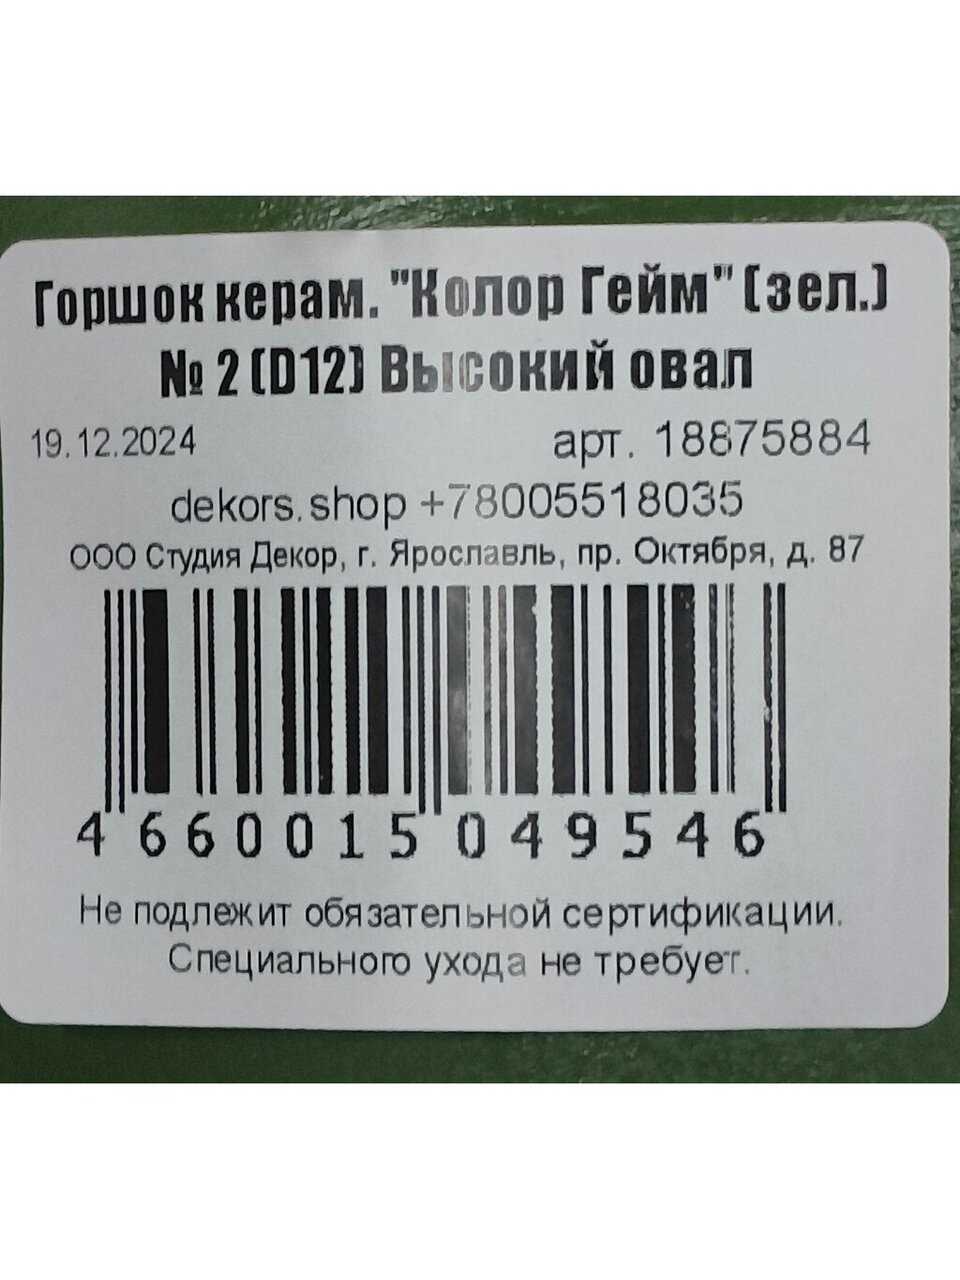 Горшок керам. "Колор Гейм" (зел.)
№ 2 (D12) Высокий овал
19.12.2024 арт. 18875884
dekors.shop +78005518035
ООО Студия Декор, г. Ярославль, пр. Октября, д. 87
4 660015 049546
Не подлежит обязательной сертификации.
Специального ухода не требует.